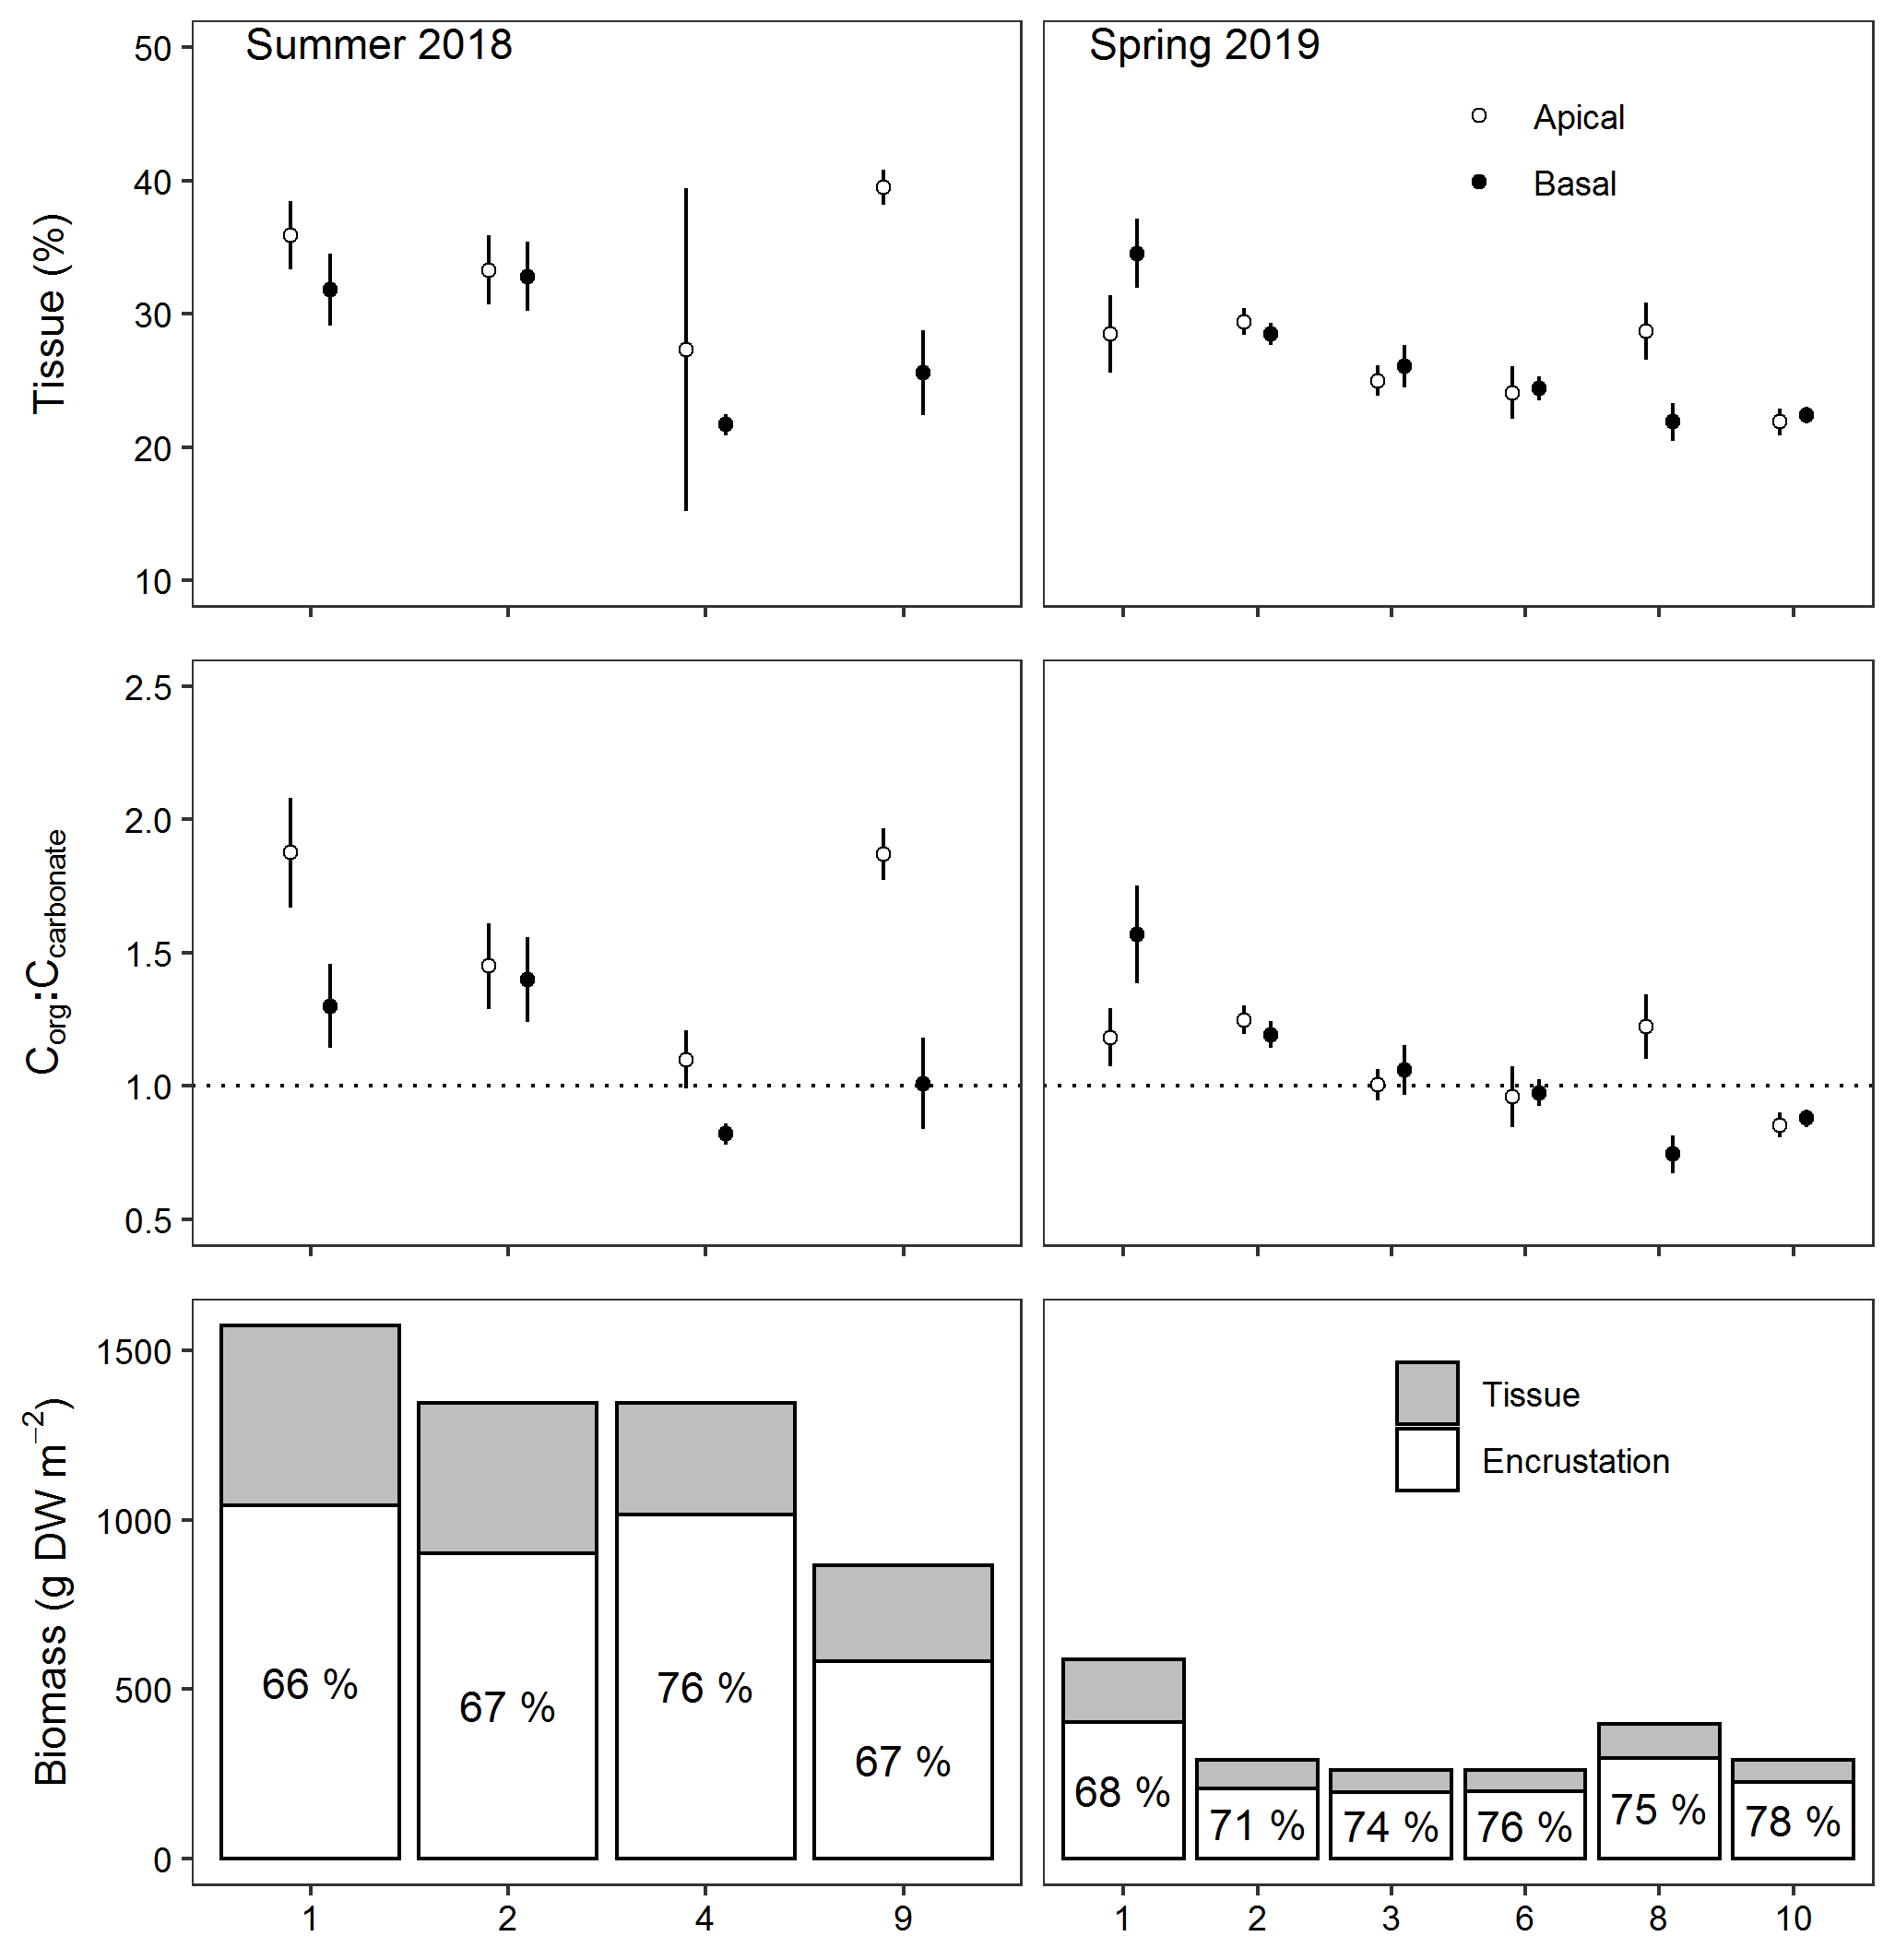 Summer 2018
Spring 2019
Apical
Basal
Tissue (%)
50
40
30
20
10
Corg:Ccarbonate
2.5
2.0
1.5
1.0
0.5
Biomass (g DW m−2)
1500
1000
500
0
66 %
67 %
76 %
67 %
Tissue
Encrustation
68 %
71 %
74 %
76 %
75 %
78 %
1 2 4 9
1 2 3 6 8 10